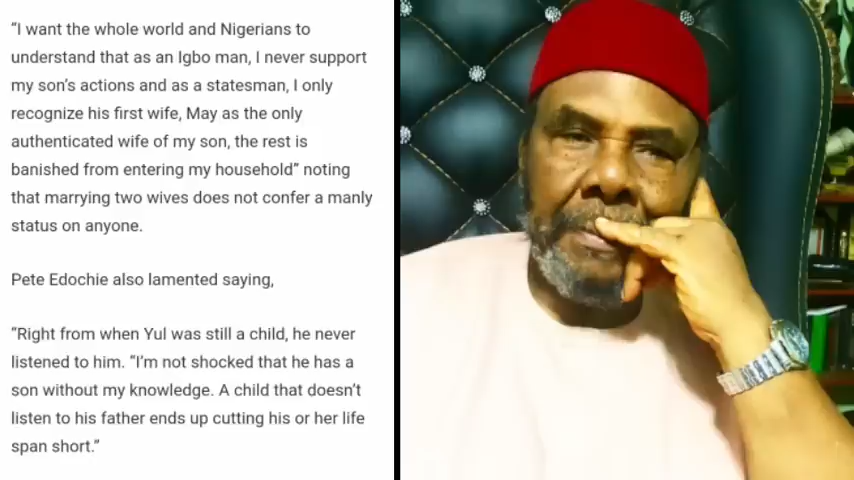 “I want the whole world and Nigerians to
understand that as an Igbo man, I never support
my son’s actions and as a statesman, I only
recognize his first wife, May as the only
authenticated wife of my son, the rest is
banished from entering my household” noting
that marrying two wives does not confer a manly
status on anyone.
Pete Edochie also lamented saying,
“Right from when Yul was still a child, he never
listened to him. “I’m not shocked that he has a
son without my knowledge. A child that doesn’t
listen to his father ends up cutting his or her life
span short.”